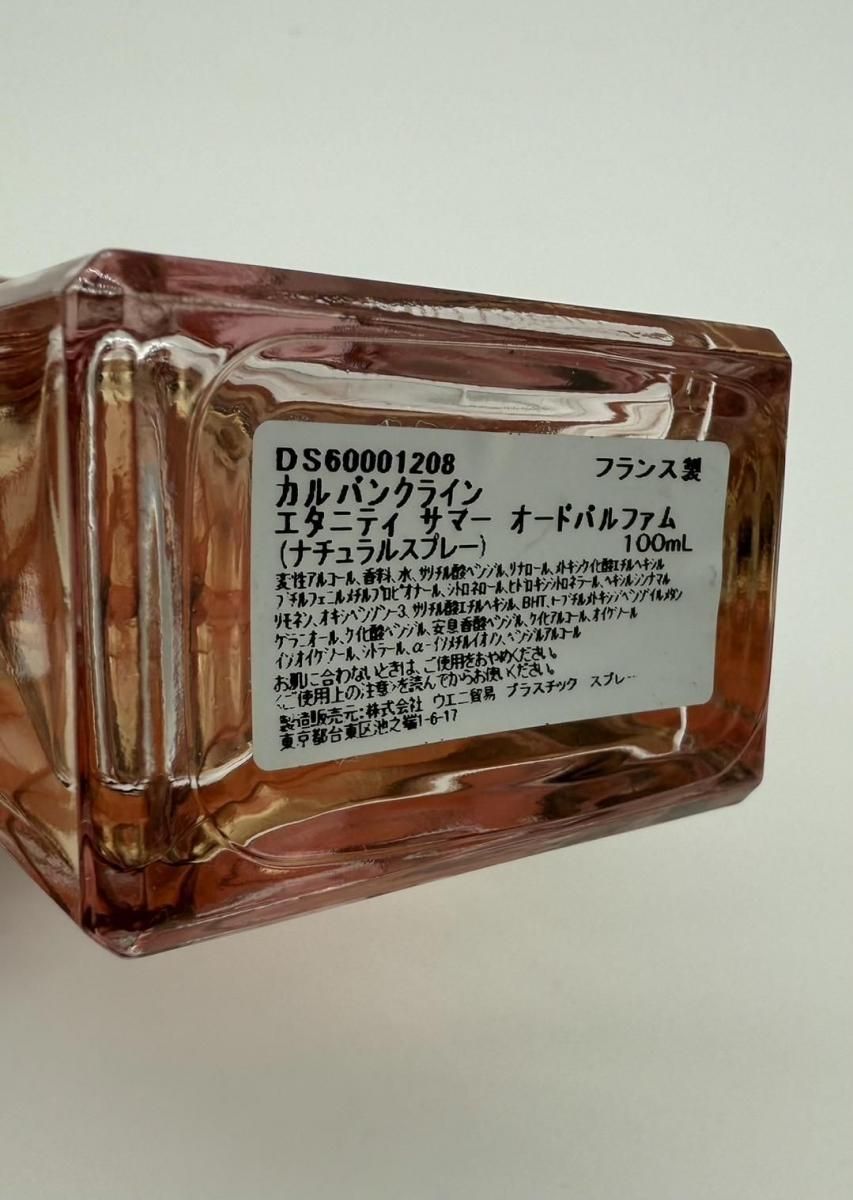 DS60001208 フランス製
カルバンクライン
エタニティ サマー オードパルファム
(ナチュラルスプレー) 100mL
変性アルコール、香料、水、サリチル酸ベンジル、リナロール、メトキシケイヒ酸エチルヘキシル
ブチルフェニルメチルプロピオナール、シトロネロール、ヒドロキシシトロネラール、ヘキシルシンナマル
リモネン、オキシベンゾン-3、サリチル酸エチルヘキシル、BHT、t-ブチルメトキシジベンゾイルメタン
ゲラニオール、ケイヒ酸ベンジル、安息香酸ベンジル、ケイヒアルコール、オイゲノール
イソオイゲノール、シトラール、α-イソメチルイオノン、ベンジルアルコール
お肌に合わないときは、ご使用をおやめください。
<ご使用上の注意>を読んでからお使いください。
製造販売元:株式会社 ウエニ貿易 プラスチック スプレー
東京都台東区池之端1-6-17